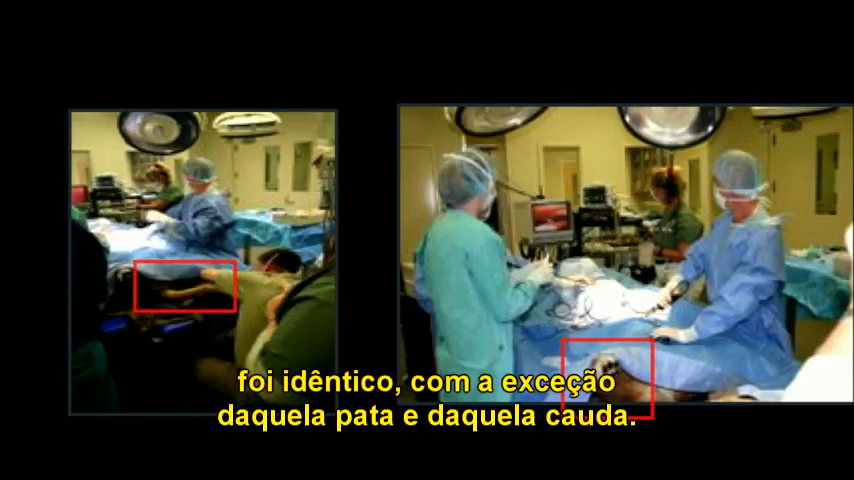 foi idêntico, com a exceção
daquela pata e daquela cauda.